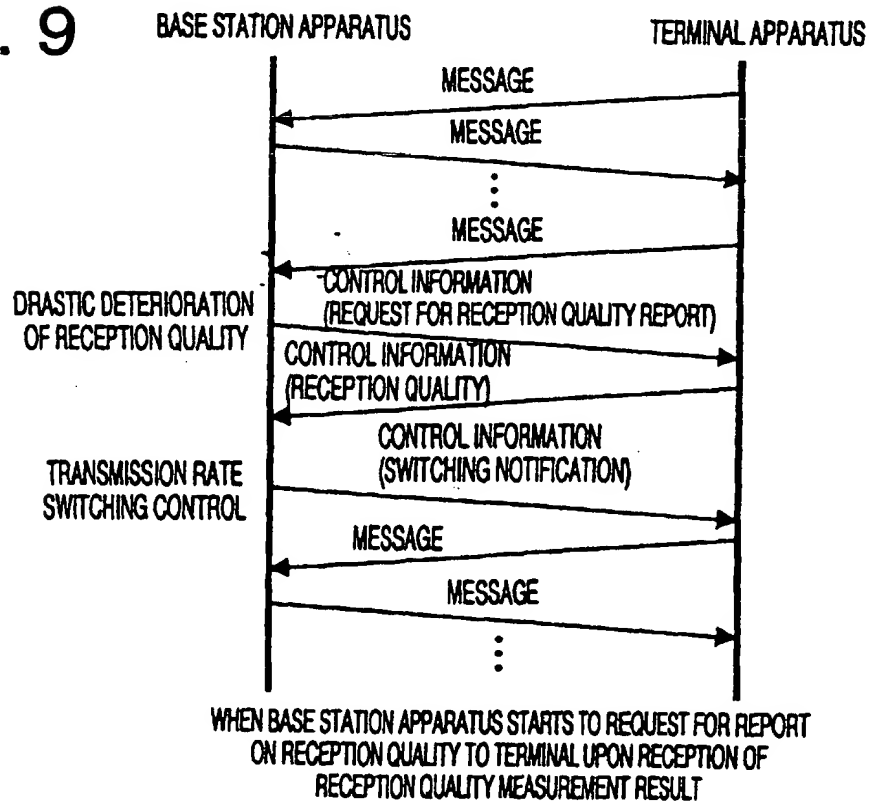 . 9
BASE STATION APPARATUS
TERMINAL APPARATUS
MESSAGE
MESSAGE
MESSAGE
DRASTIC DETERIORATION
OF RECEPTION QUALITY
CONTROL INFORMATION
(REQUEST FOR RECEPTION QUALITY REPORT)
CONTROL INFORMATION
(RECEPTION QUALITY)
CONTROL INFORMATION
(SWITCHING NOTIFICATION)
TRANSMISSION RATE
SWITCHING CONTROL
MESSAGE
MESSAGE
WHEN BASE STATION APPARATUS STARTS TO REQUEST FOR REPORT
ON RECEPTION QUALITY TO TERMINAL UPON RECEPTION OF
RECEPTION QUALITY MEASUREMENT RESULT